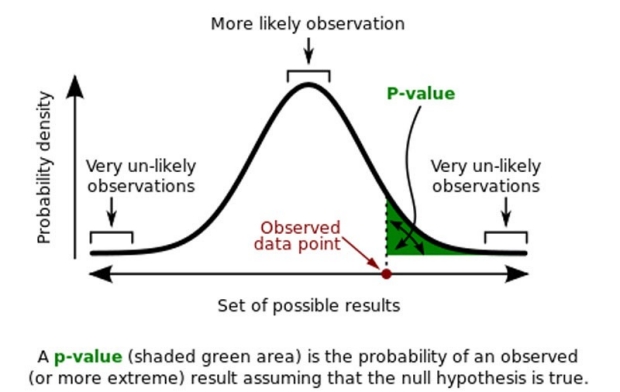 More likely observation
P-value
Probability density
Very un-likely
observations
Very un-likely
observations
Observed
data point
Set of possible results
A p-value (shaded green area) is the probability of an observed
(or more extreme) result assuming that the null hypothesis is true.